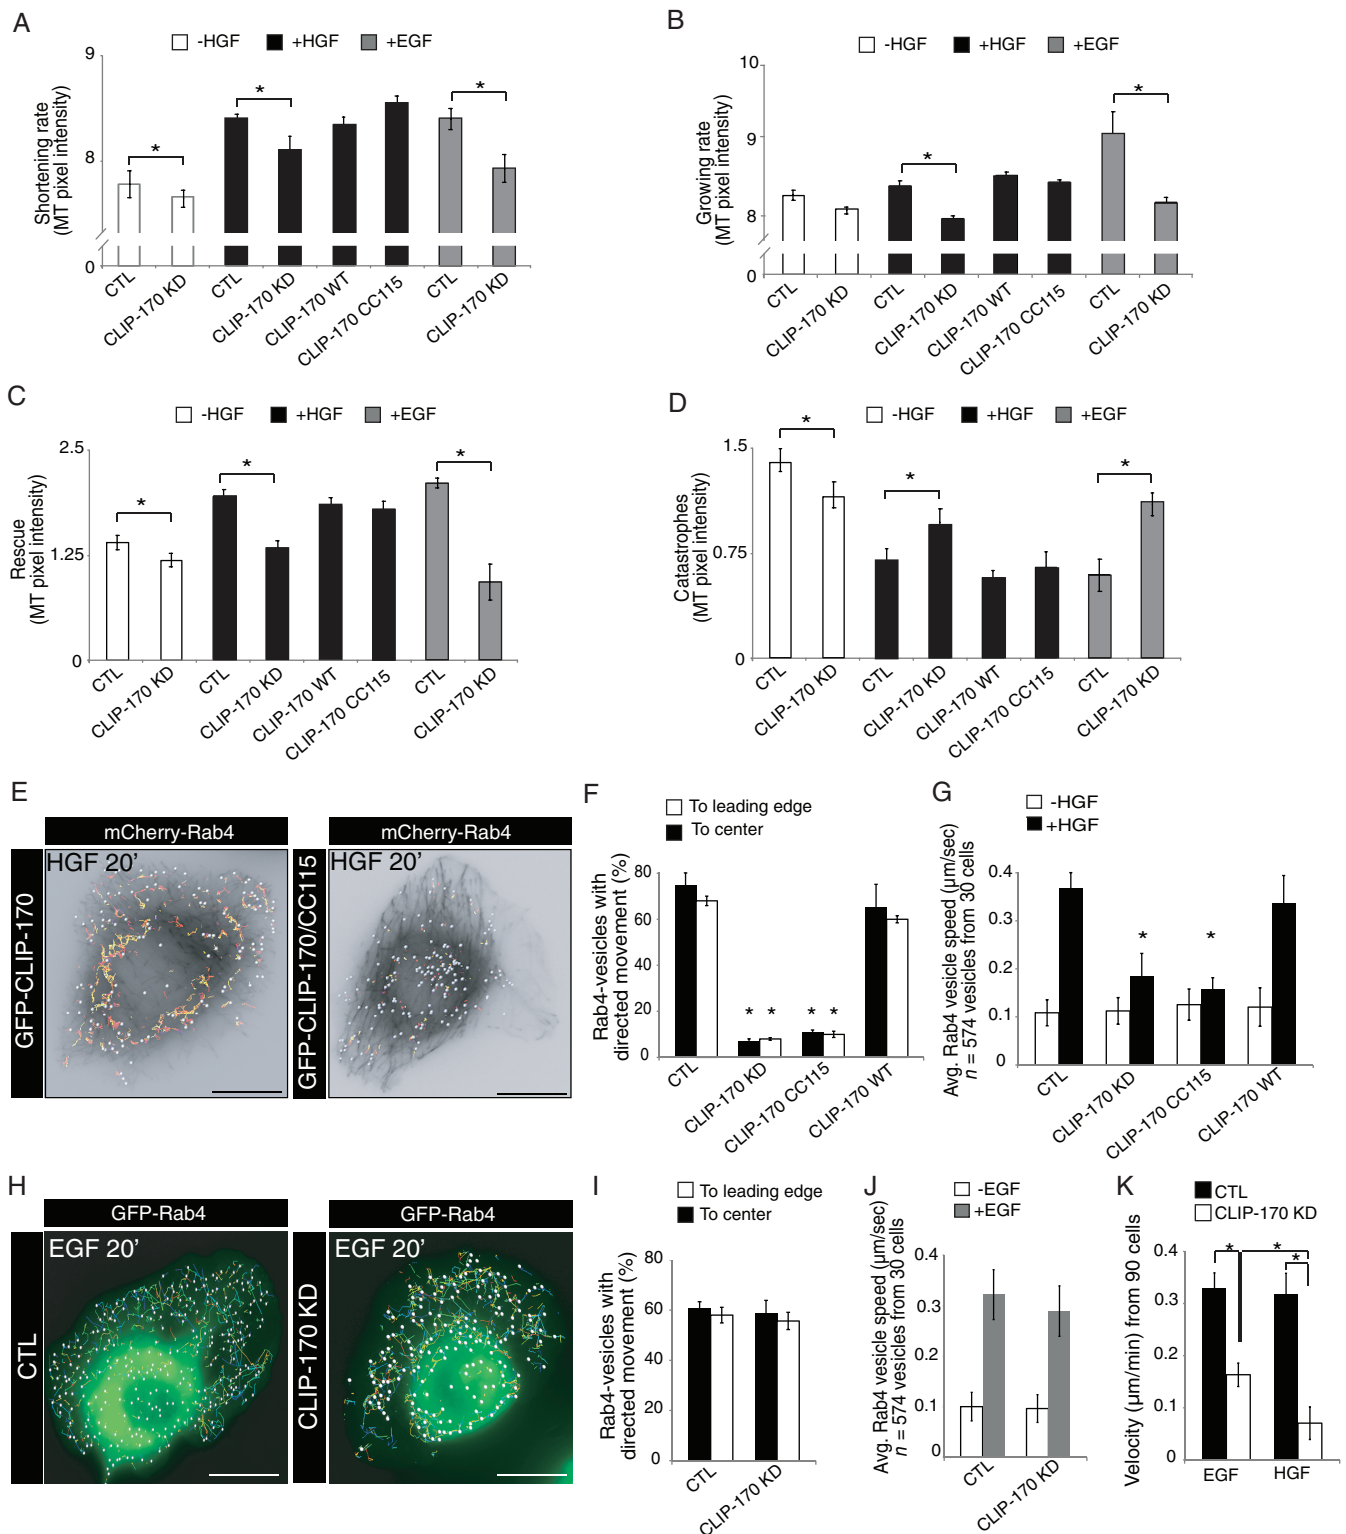 A
-HGF +HGF +EGF
Shortening rate
(MT pixel intensity)
9
8
0
CTL
CLIP-170 KD
CTL
CLIP-170 KD
CLIP-170 WT
CLIP-170 CC115
CTL
CLIP-170 KD
* * *
B
-HGF +HGF +EGF
Growing rate
(MT pixel intensity)
10
9
8
0
CTL
CLIP-170 KD
CTL
CLIP-170 KD
CLIP-170 WT
CLIP-170 CC115
CTL
CLIP-170 KD
* *
C
-HGF +HGF +EGF
Rescue
(MT pixel intensity)
2.5
1.25
0
CTL
CLIP-170 KD
CTL
CLIP-170 KD
CLIP-170 WT
CLIP-170 CC115
CTL
CLIP-170 KD
* * *
D
-HGF +HGF +EGF
Catastrophes
(MT pixel intensity)
1.5
0.75
0
CTL
CLIP-170 KD
CTL
CLIP-170 KD
CLIP-170 WT
CLIP-170 CC115
CTL
CLIP-170 KD
* * *
E
mCherry-Rab4
GFP-CLIP-170
HGF 20’
mCherry-Rab4
GFP-CLIP-170/CC115
HGF 20’
F
To leading edge
To center
Rab4-vesicles with
directed movement (%)
80
60
40
20
0
* * * *
CTL
CLIP-170 KD
CLIP-170 CC115
CLIP-170 WT
G
-HGF
+HGF
Avg. Rab4 vesicle speed (μm/sec)
n = 574 vesicles from 30 cells
0.4
0.3
0.2
0.1
0
* *
CTL
CLIP-170 KD
CLIP-170 CC115
CLIP-170 WT
H
GFP-Rab4
CTL
EGF 20’
GFP-Rab4
CLIP-170 KD
EGF 20’
I
To leading edge
To center
Rab4-vesicles with
directed movement (%)
80
60
40
20
0
CTL
CLIP-170 KD
J
-EGF
+EGF
Avg. Rab4 vesicle speed (μm/sec)
n = 574 vesicles from 30 cells
0.4
0.3
0.2
0.1
0
CTL
CLIP-170 KD
K
CTL
CLIP-170 KD
Velocity (μm/min) from 90 cells
0.4
0.3
0.2
0.1
0
* * *
EGF HGF